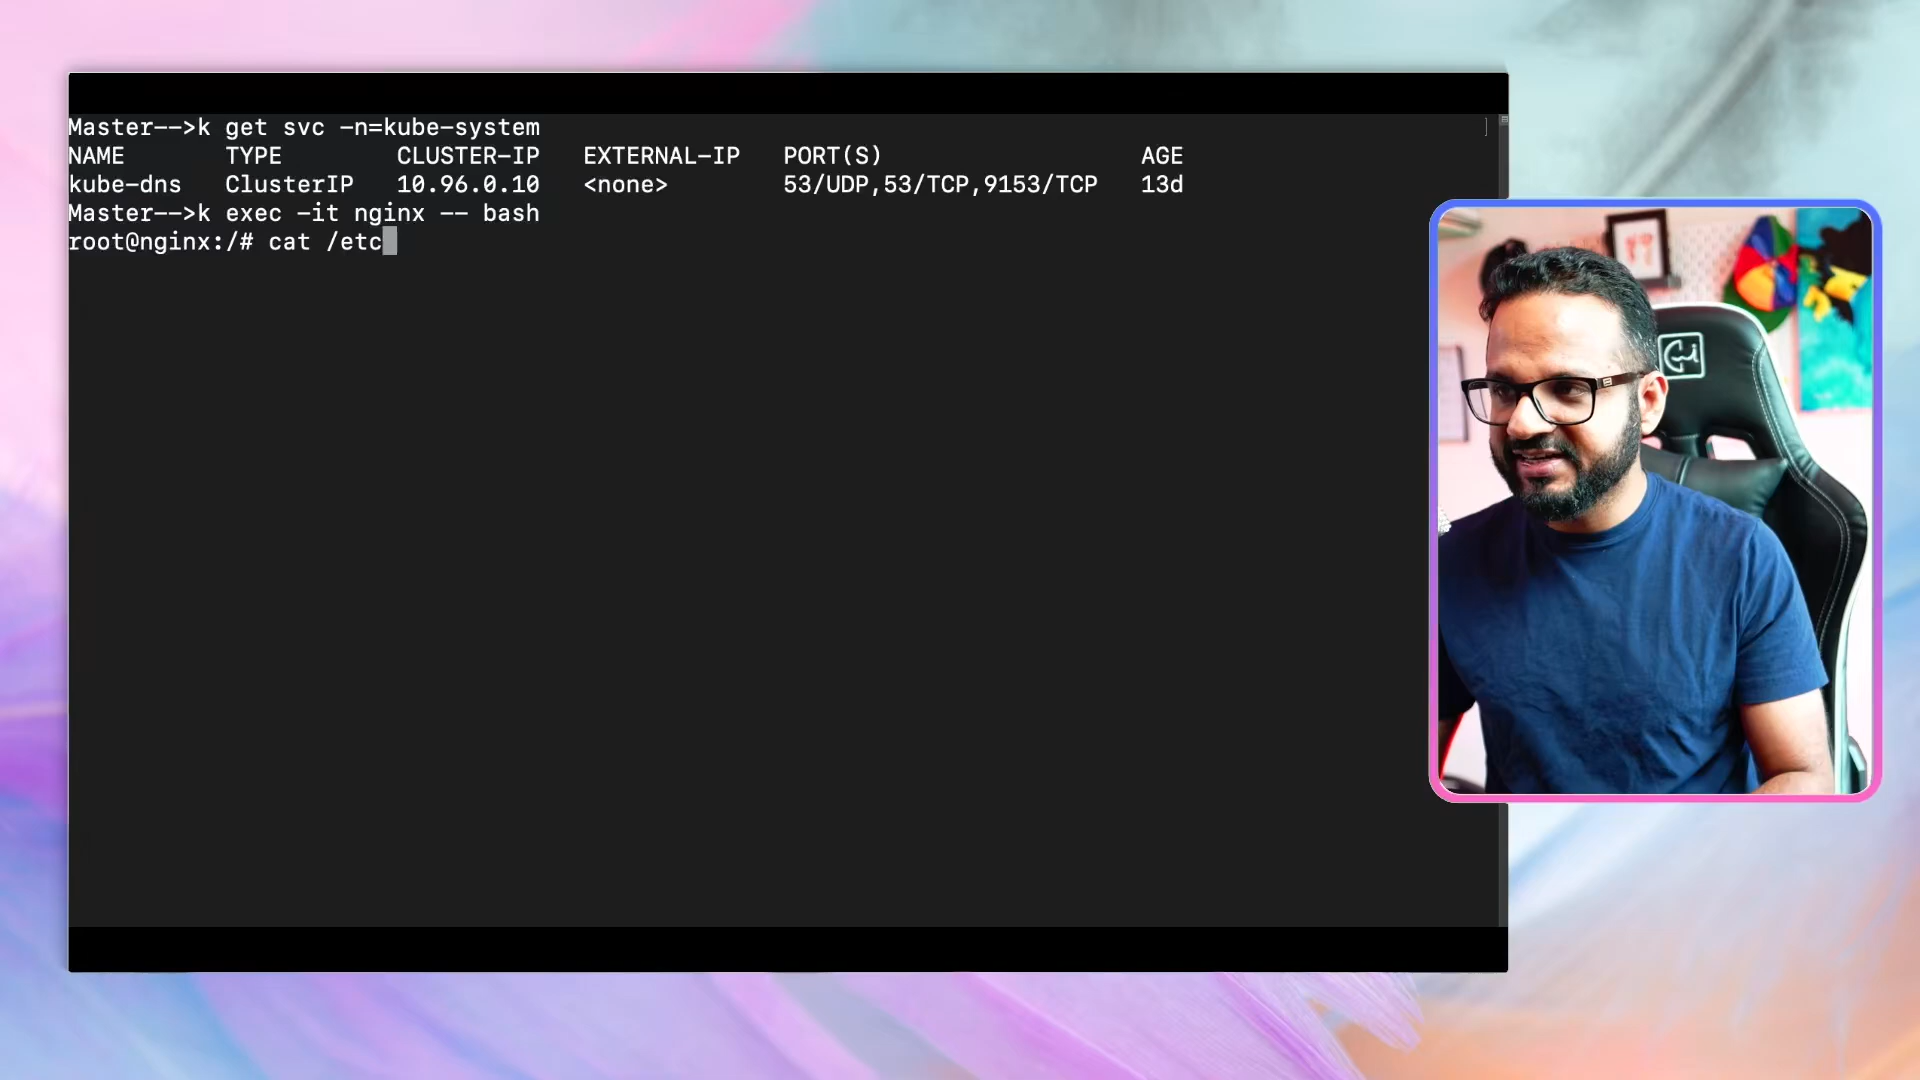 Master-->k get svc -n=kube-system
NAME TYPE CLUSTER-IP EXTERNAL-IP PORT(S) AGE
kube-dns ClusterIP 10.96.0.10 <none> 53/UDP,53/TCP,9153/TCP 13d
Master-->k exec -it nginx -- bash
root@nginx:/# cat /etc